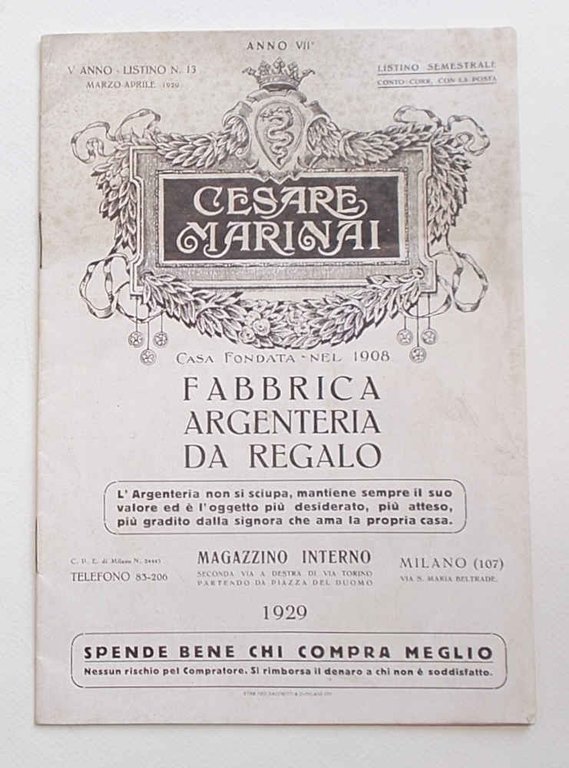 ANNO VII°
V ANNO - LISTINO N. 13
MARZO-APRILE 1929
LISTINO SEMESTRALE
CONTO CORR. CON LA POSTA
CESARE
MARINAI
CASA FONDATA - NEL 1908
FABBRICA
ARGENTERIA
DA REGALO
L'Argenteria non si sciupa, mantiene sempre il suo
valore ed è l'oggetto più desiderato, più atteso,
più gradito dalla signora che ama la propria casa.
C. P. E. di Milano N.
TELEFONO 83-206
MAGAZZINO INTERNO
SECONDA VIA A DESTRA DI VIA TORINO
PARTENDO DA PIAZZA DEL DUOMO
MILANO (107)
VIA S. MARIA BELTRADE,
1929
SPENDE BENE CHI COMPRA MEGLIO
Nessun rischio pel Compratore. Si rimborsa il denaro a chi non è soddisfatto.